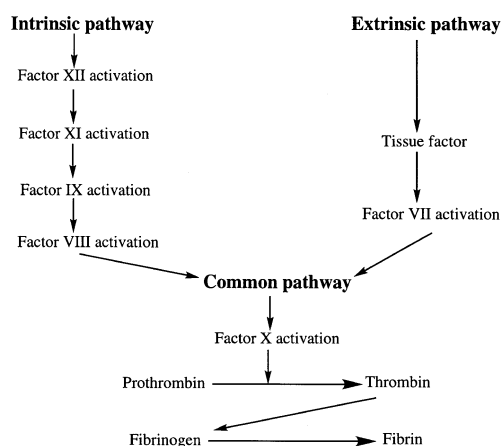 Intrinsic pathway
Extrinsic pathway
Factor XII activation
Factor XI activation
Tissue factor
Factor IX activation
Factor VII activation
Factor VIII activation
Common pathway
Factor X activation
Prothrombin
Thrombin
Fibrinogen
Fibrin